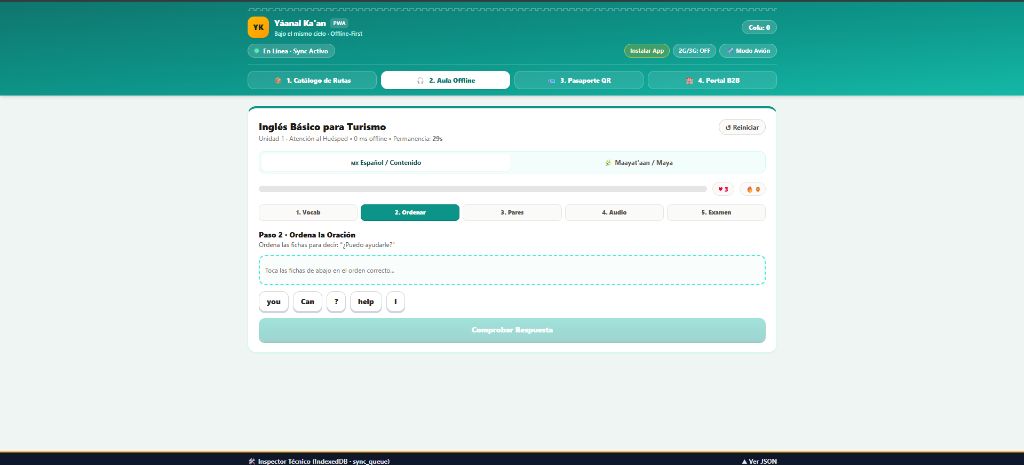 YK
Yáanal Ka'an PWA
Bajo el mismo cielo · Offline-First
Cola: 0
En Línea · Sync Activo
Instalar App
2G/3G: OFF
Modo Avión
1. Catálogo de Rutas
2. Aula Offline
3. Pasaporte QR
4. Portal B2B
Inglés Básico para Turismo
Reiniciar
Unidad 1 · Atención al Huésped • 0 ms offline • Permanencia: 29s
MX Español / Contenido
Maayat'aan / Maya
3
0
1. Vocab
2. Ordenar
3. Pares
4. Audio
5. Examen
Paso 2 · Ordena la Oración
Ordena las fichas para decir: "¿Puedo ayudarle?"
Toca las fichas de abajo en el orden correcto...
you
Can
?
help
I
Comprobar Respuesta
Inspector Técnico (IndexedDB · sync_queue)
▲ Ver JSON